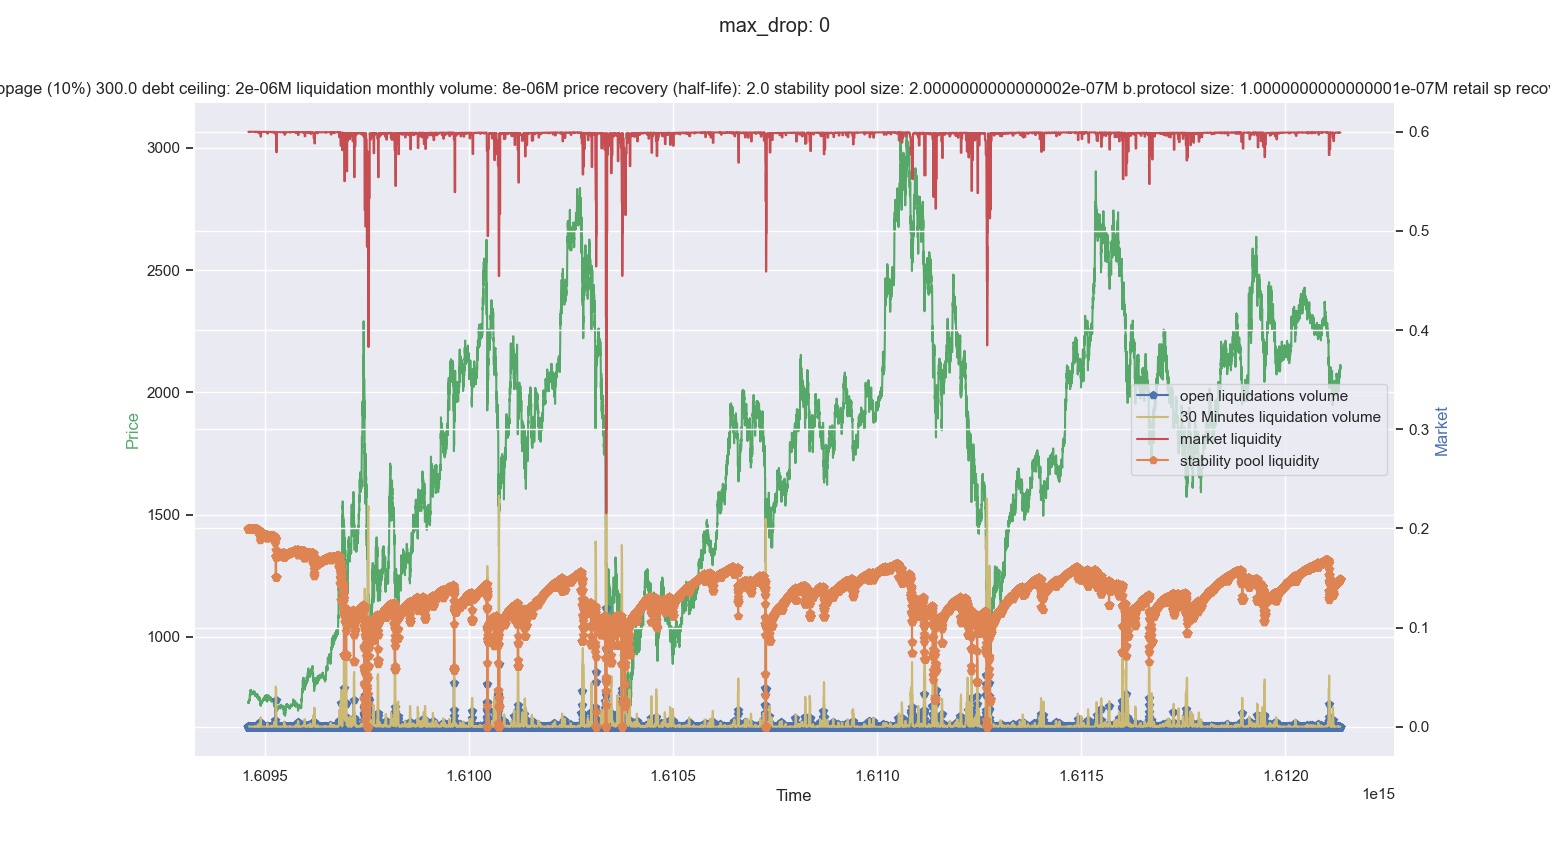 max_drop: 0
(10%) 300.0 debt ceiling: 2e-06M liquidation monthly volume: 8e-06M price recovery (half-life): 2.0 stability pool size: 2.0000000000000002e-07M b.protocol size: 1.0000000000000001e-07M retail sp
3000
2500
2000
1500
1000
Price
0.6
0.5
0.4
0.3
0.2
0.1
0.0
Market
open liquidations volume
30 Minutes liquidation volume
market liquidity
stability pool liquidity
1.6095
1.6100
1.6105
1.6110
1.6115
1.6120
Time
1e15